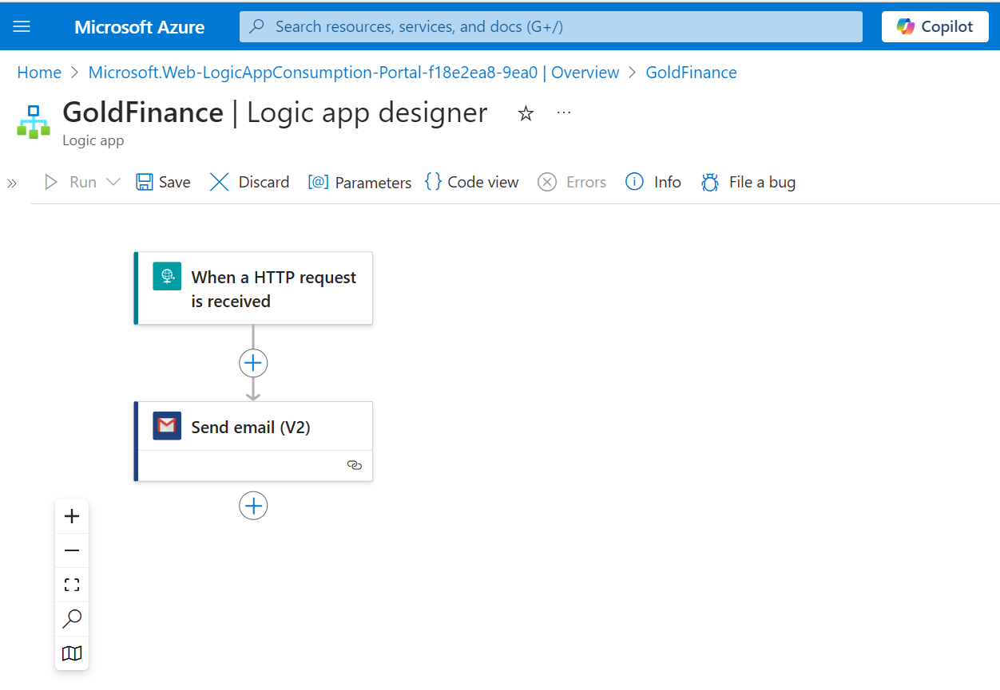 Microsoft Azure
Search resources, services, and docs (G+/)
Copilot
Home > Microsoft.Web-LogicAppConsumption-Portal-f18e2ea8-9ea0 | Overview > GoldFinance
GoldFinance | Logic app designer ☆ ...
Logic app
» Run Save Discard [@] Parameters {} Code view Errors Info File a bug
When a HTTP request
is received
Send email (V2)